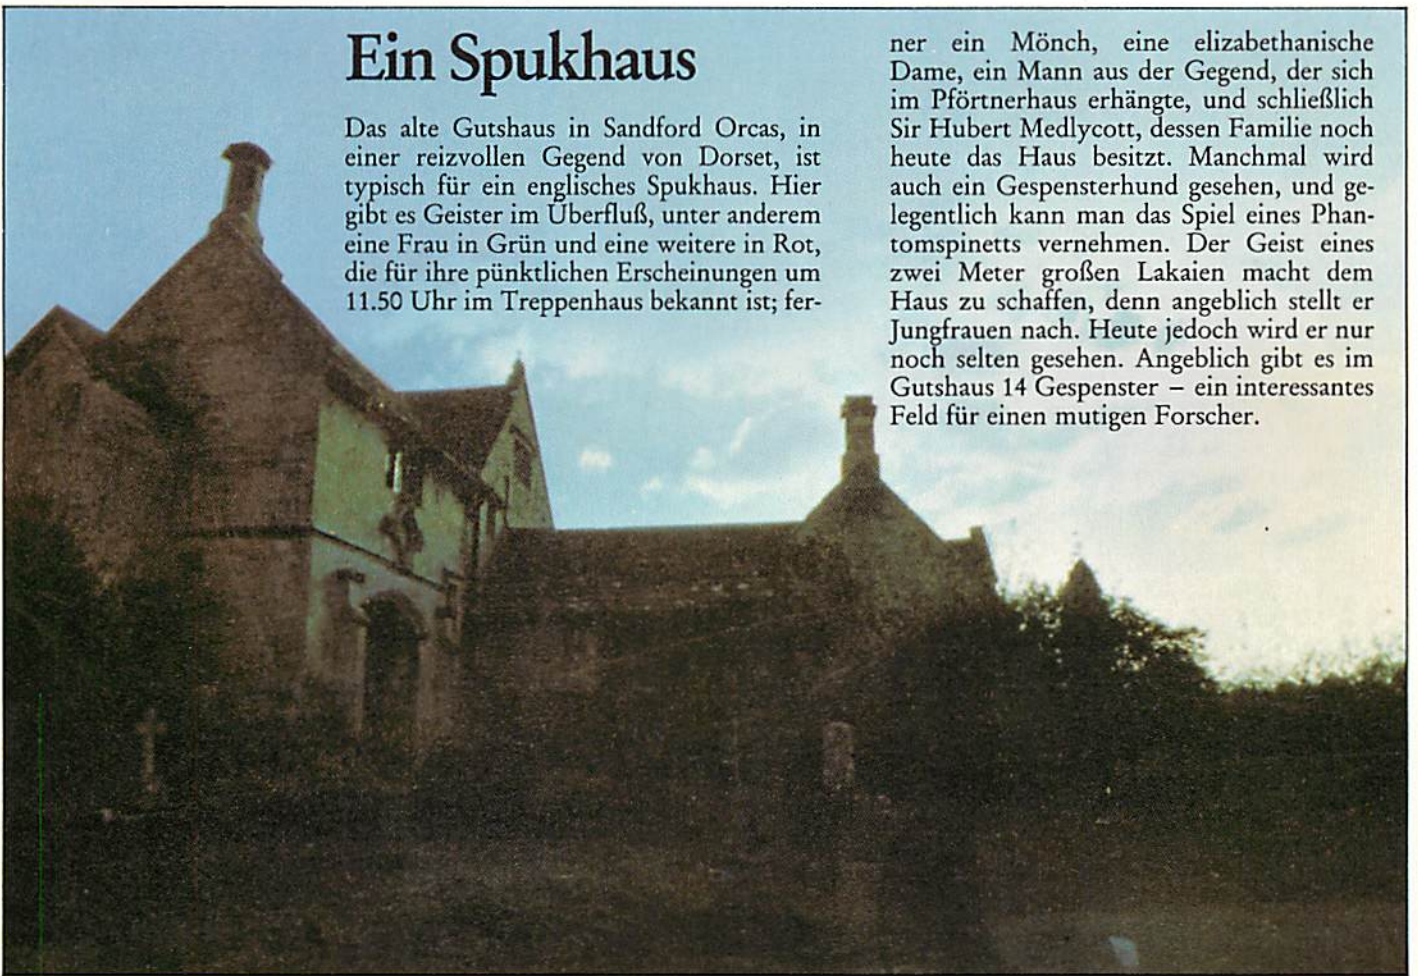 Ein Spukhaus
Das alte Gutshaus in Sandford Orcas, in
einer reizvollen Gegend von Dorset, ist
typisch für ein englisches Spukhaus. Hier
gibt es Geister im Überfluß, unter anderem
eine Frau in Grün und eine weitere in Rot,
die für ihre pünktlichen Erscheinungen um
11.50 Uhr im Treppenhaus bekannt ist; fer-
ner ein Mönch, eine elizabethanische
Dame, ein Mann aus der Gegend, der sich
im Pförtnerhaus erhängte, und schließlich
Sir Hubert Medlycott, dessen Familie noch
heute das Haus besitzt. Manchmal wird
auch ein Gespensterhund gesehen, und ge-
legentlich kann man das Spiel eines Phan-
tomspinetts vernehmen. Der Geist eines
zwei Meter großen Lakaien macht dem
Haus zu schaffen, denn angeblich stellt er
Jungfrauen nach. Heute jedoch wird er nur
noch selten gesehen. Angeblich gibt es im
Gutshaus 14 Gespenster – ein interessantes
Feld für einen mutigen Forscher.